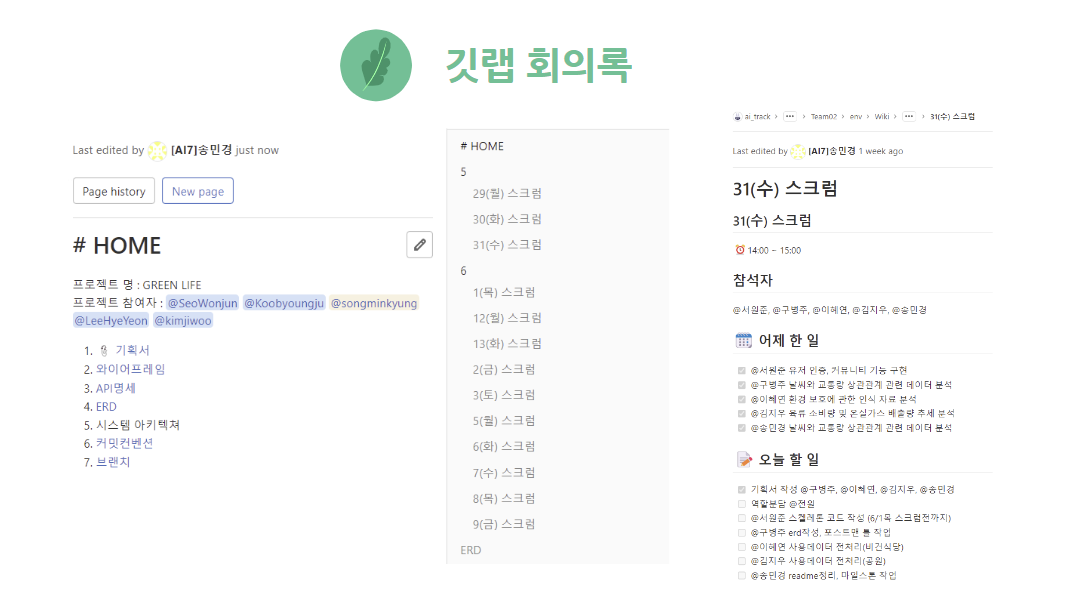 깃랩 회의록
Last edited by [AI7]송민경 just now
Page history New page
# HOME
프로젝트 명 : GREEN LIFE
프로젝트 참여자 : @SeoWonjun @Koobyoungju @songminkyung
@LeeHyeYeon @kimjiwoo
1. 기획서
2. 와이어프레임
3. API명세
4. ERD
5. 시스템 아키텍쳐
6. 커밋컨벤션
7. 브랜치
# HOME
5
29(월) 스크럼
30(화) 스크럼
31(수) 스크럼
6
1(목) 스크럼
12(월) 스크럼
13(화) 스크럼
2(금) 스크럼
3(토) 스크럼
5(월) 스크럼
6(화) 스크럼
7(수) 스크럼
8(목) 스크럼
9(금) 스크럼
ERD
ai_track > ••• > Team02 > env > Wiki > ••• > 31(수) 스크럼
Last edited by [AI7]송민경 1 week ago
31(수) 스크럼
31(수) 스크럼
14:00 ~ 15:00
참석자
@서원준, @구병주, @이혜연, @김지우, @송민경
어제 한 일
@서원준 유저 인증, 커뮤니티 기능 구현
@구병주 날씨와 교통량 상관관계 관련 데이터 분석
@이혜연 환경 보호에 관한 인식 자료 분석
@김지우 육류 소비량 및 온실가스 배출량 추세 분석
@송민경 날씨와 교통량 상관관계 관련 데이터 분석
오늘 할 일
기획서 작성 @구병주, @이혜연, @김지우, @송민경
역할분담 @전원
@서원준 스켈레톤 코드 작성 (6/1목 스크럼전까지)
@구병주 erd작성, 포스트맨 툴 작업
@이혜연 사용데이터 전처리(비건식당)
@김지우 사용데이터 전처리(공원)
@송민경 readme정리, 마일스톤 작업